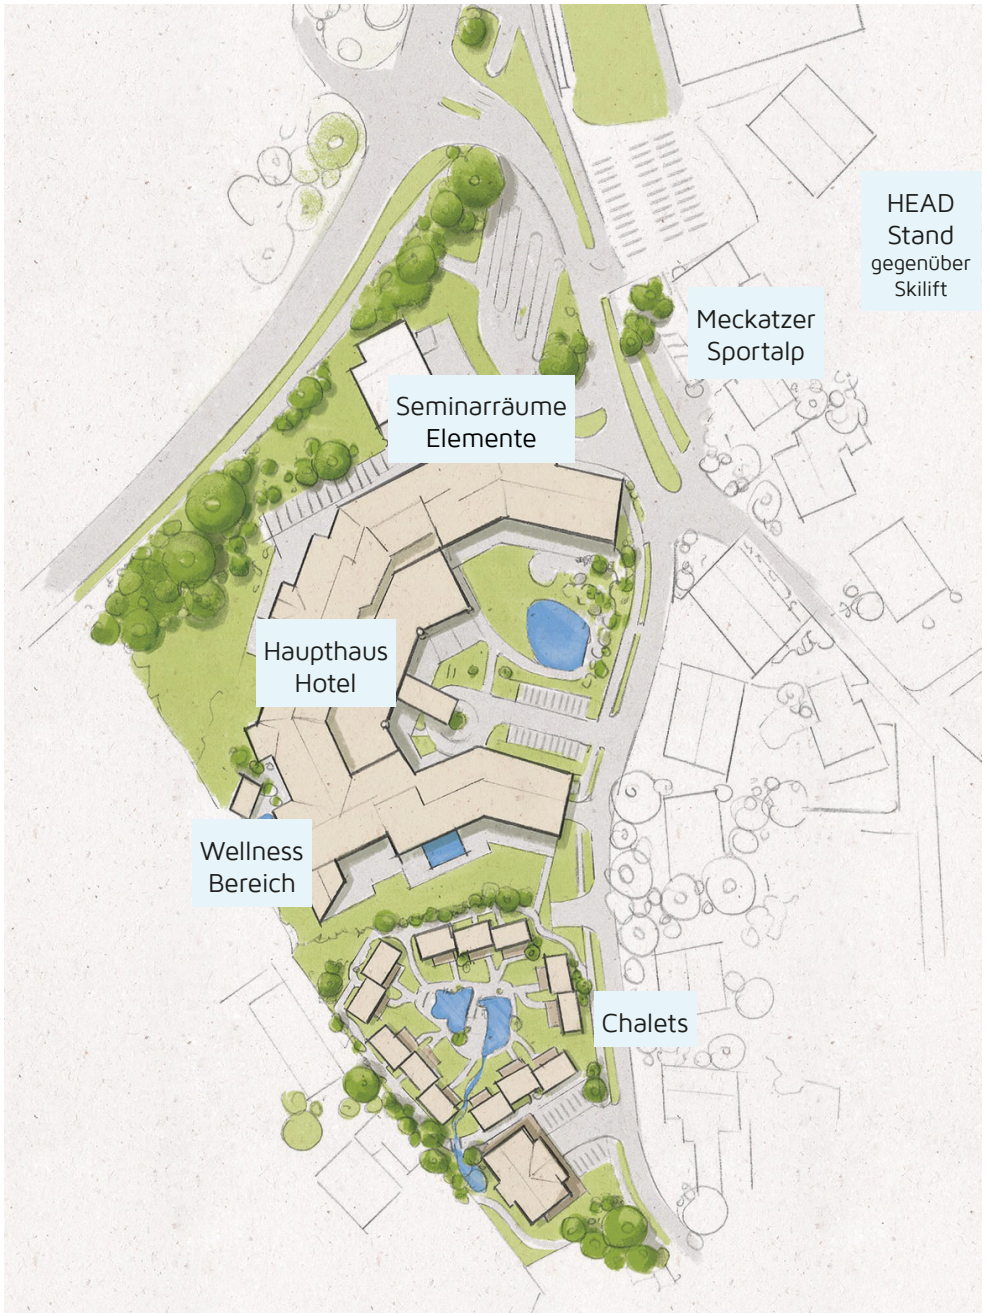 HEAD
Stand
gegenüber
Skilift
Meckatzer
Sportalp
Seminarräume
Elemente
Haupthaus
Hotel
Wellness
Bereich
Chalets